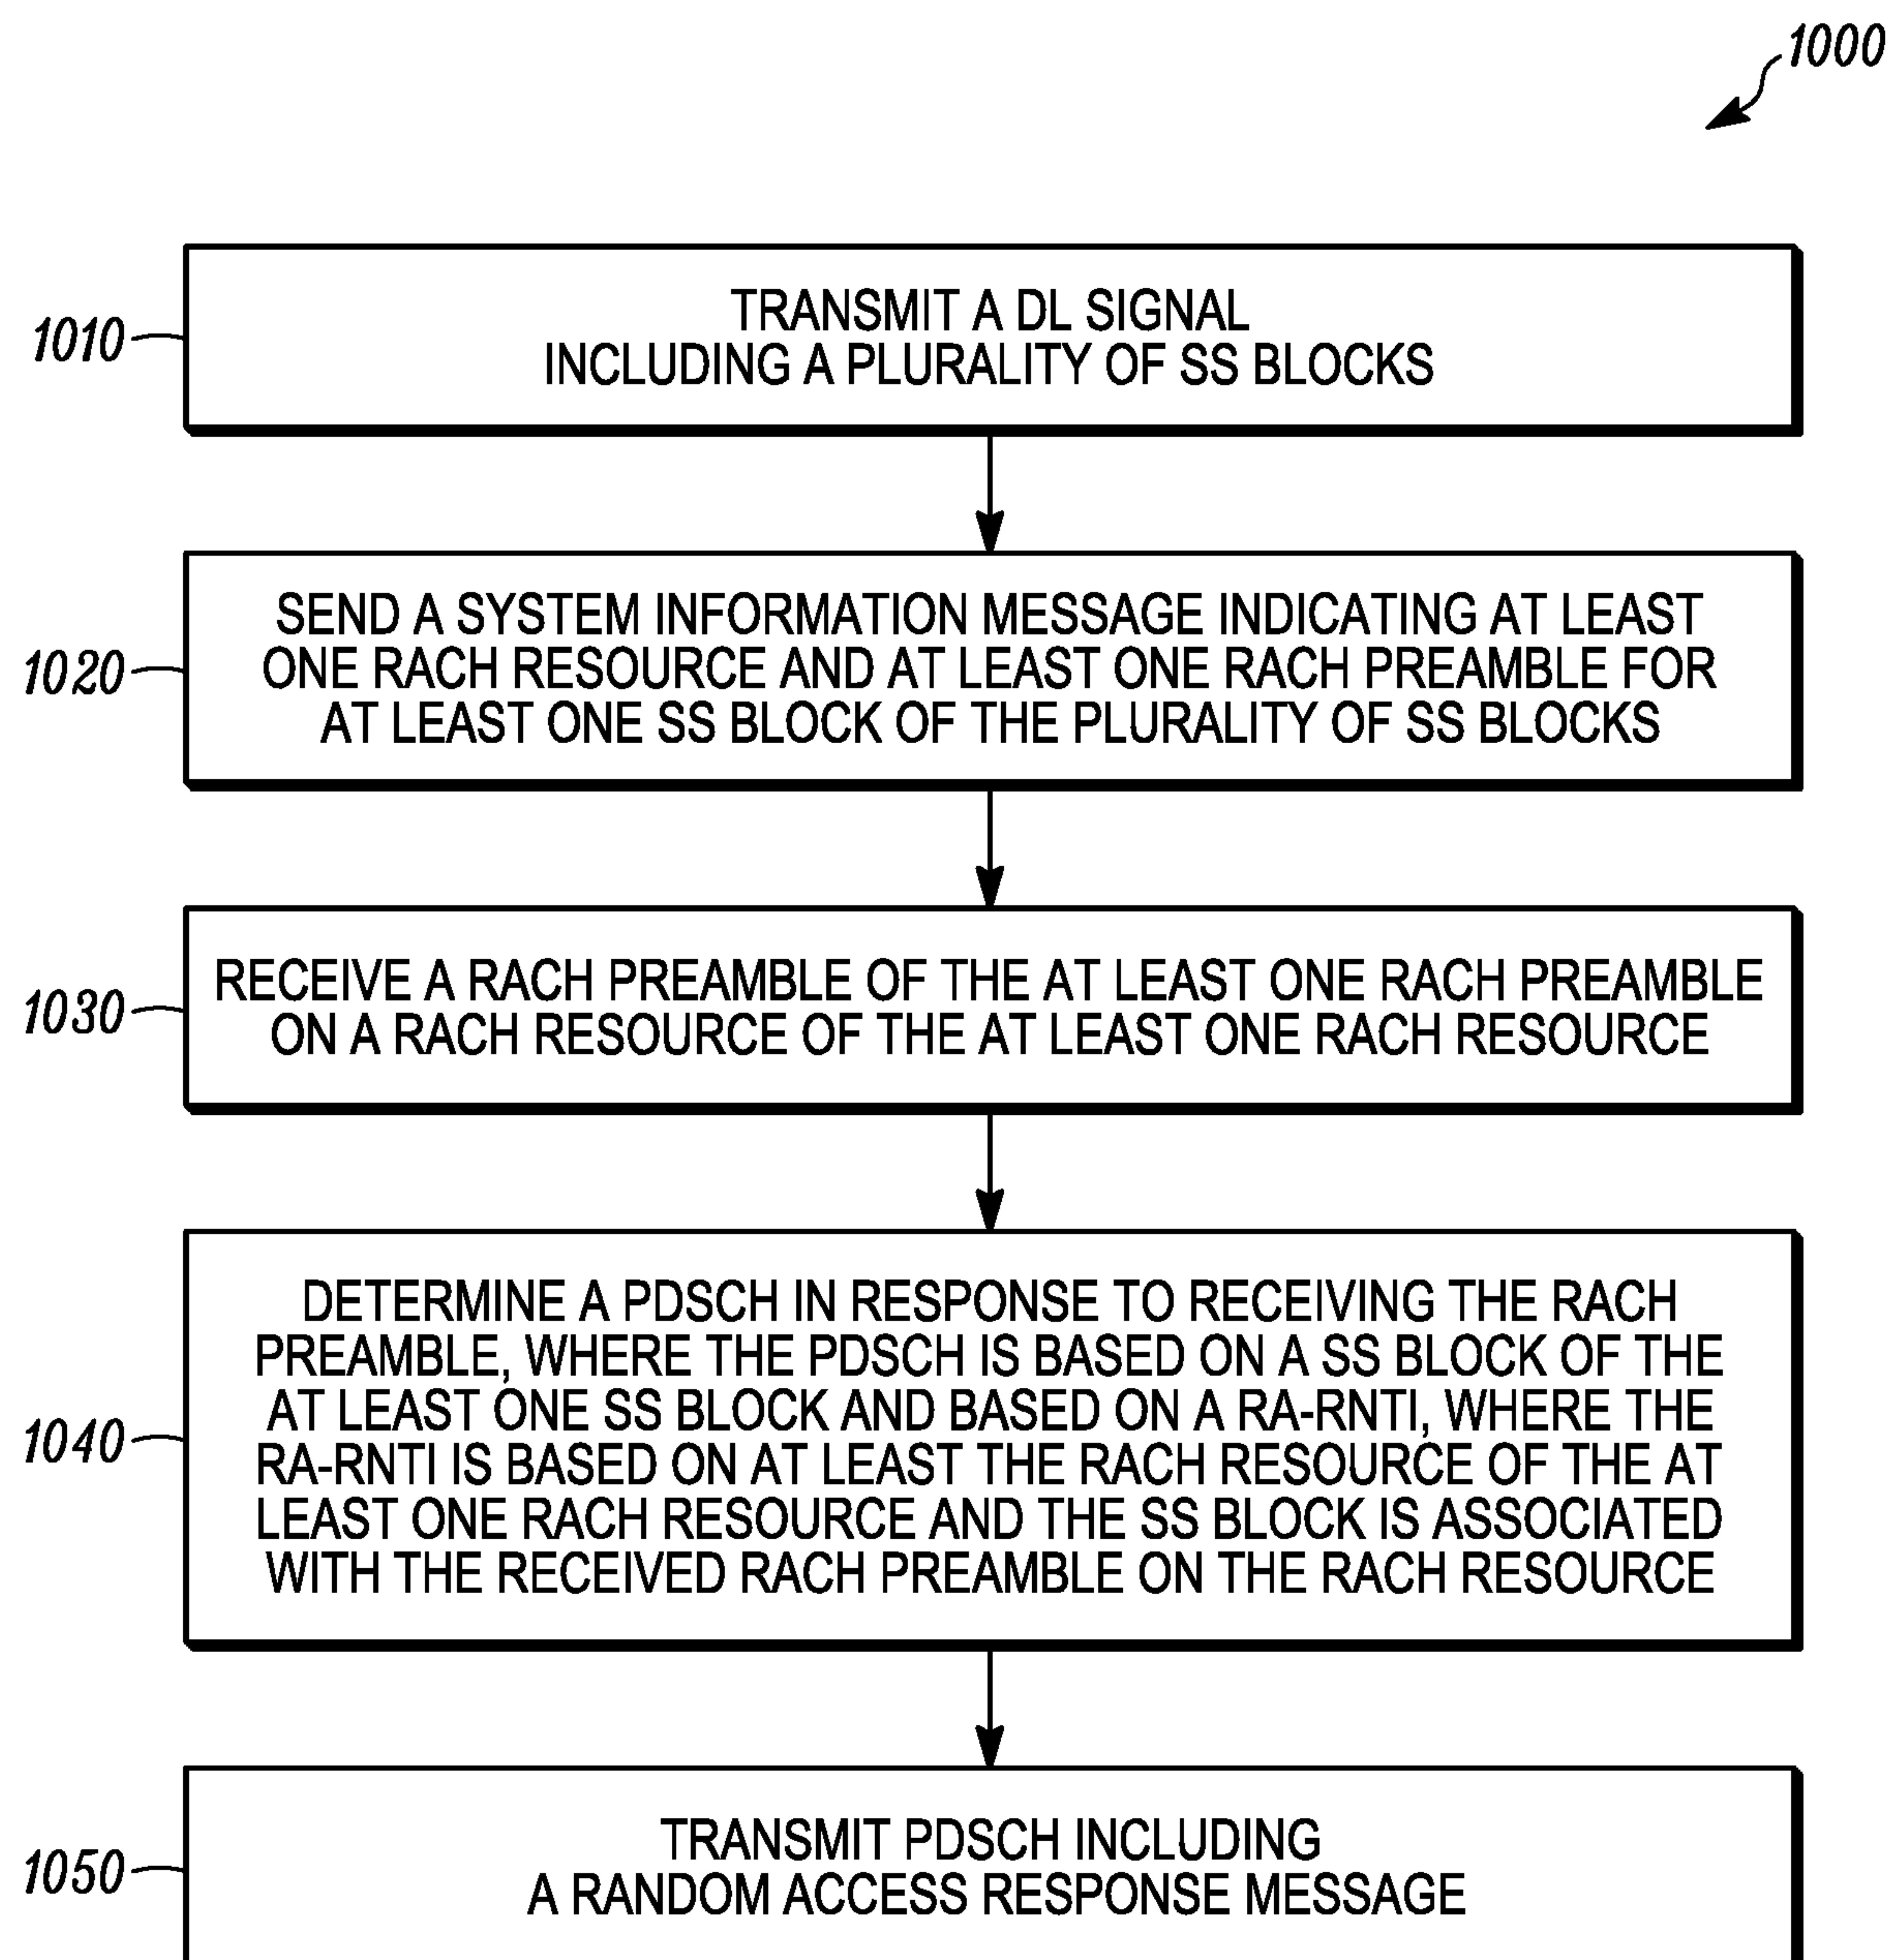 1000
1010
TRANSMIT A DL SIGNAL
INCLUDING A PLURALITY OF SS BLOCKS
1020
SEND A SYSTEM INFORMATION MESSAGE INDICATING AT LEAST
ONE RACH RESOURCE AND AT LEAST ONE RACH PREAMBLE FOR
AT LEAST ONE SS BLOCK OF THE PLURALITY OF SS BLOCKS
1030
RECEIVE A RACH PREAMBLE OF THE AT LEAST ONE RACH PREAMBLE
ON A RACH RESOURCE OF THE AT LEAST ONE RACH RESOURCE
1040
DETERMINE A PDSCH IN RESPONSE TO RECEIVING THE RACH
PREAMBLE, WHERE THE PDSCH IS BASED ON A SS BLOCK OF THE
AT LEAST ONE SS BLOCK AND BASED ON A RA-RNTI, WHERE THE
RA-RNTI IS BASED ON AT LEAST THE RACH RESOURCE OF THE AT
LEAST ONE RACH RESOURCE AND THE SS BLOCK IS ASSOCIATED
WITH THE RECEIVED RACH PREAMBLE ON THE RACH RESOURCE
1050
TRANSMIT PDSCH INCLUDING
A RANDOM ACCESS RESPONSE MESSAGE